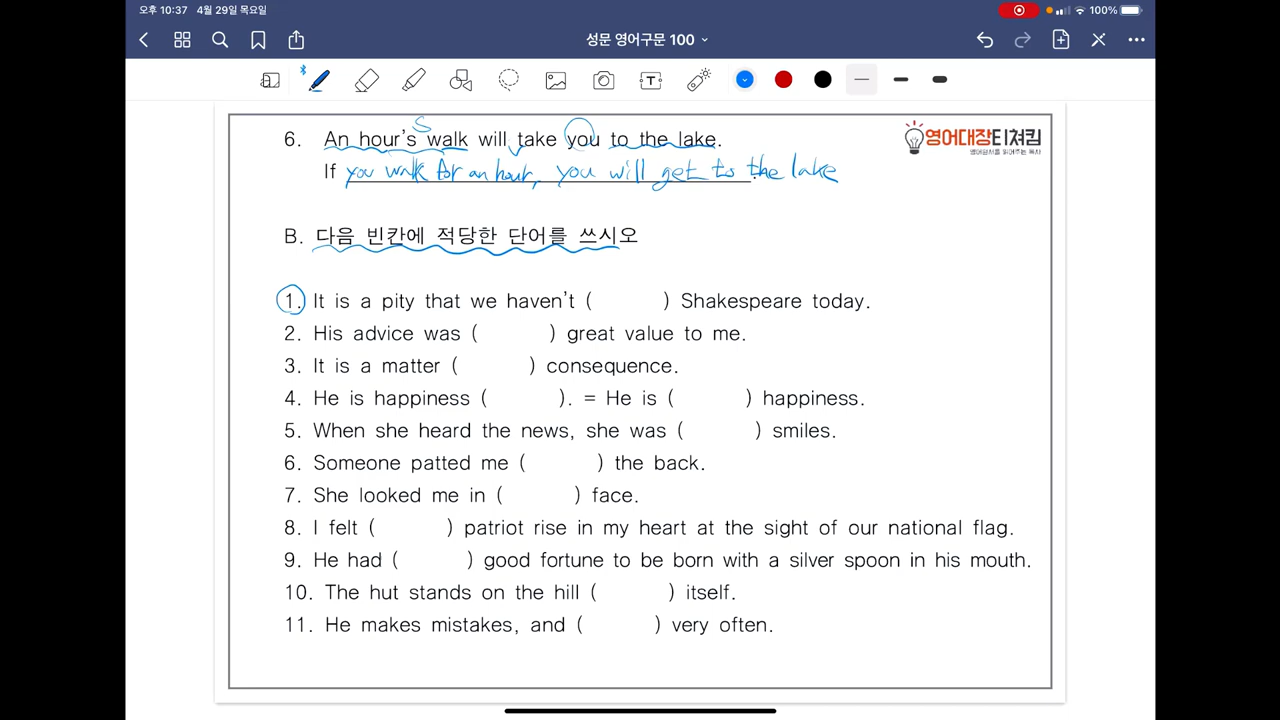 오후 10:37 4월 29일 목요일
100%
성문 영어구문 100
T
영어대장티쳐킴
S
6. An hour's walk will take you to the lake.
If you walk for an hour, you will get to the lake
B. 다음 빈칸에 적당한 단어를 쓰시오
1. It is a pity that we haven't ( ) Shakespeare today.
2. His advice was ( ) great value to me.
3. It is a matter ( ) consequence.
4. He is happiness ( ). = He is ( ) happiness.
5. When she heard the news, she was ( ) smiles.
6. Someone patted me ( ) the back.
7. She looked me in ( ) face.
8. I felt ( ) patriot rise in my heart at the sight of our national flag.
9. He had ( ) good fortune to be born with a silver spoon in his mouth.
10. The hut stands on the hill ( ) itself.
11. He makes mistakes, and ( ) very often.